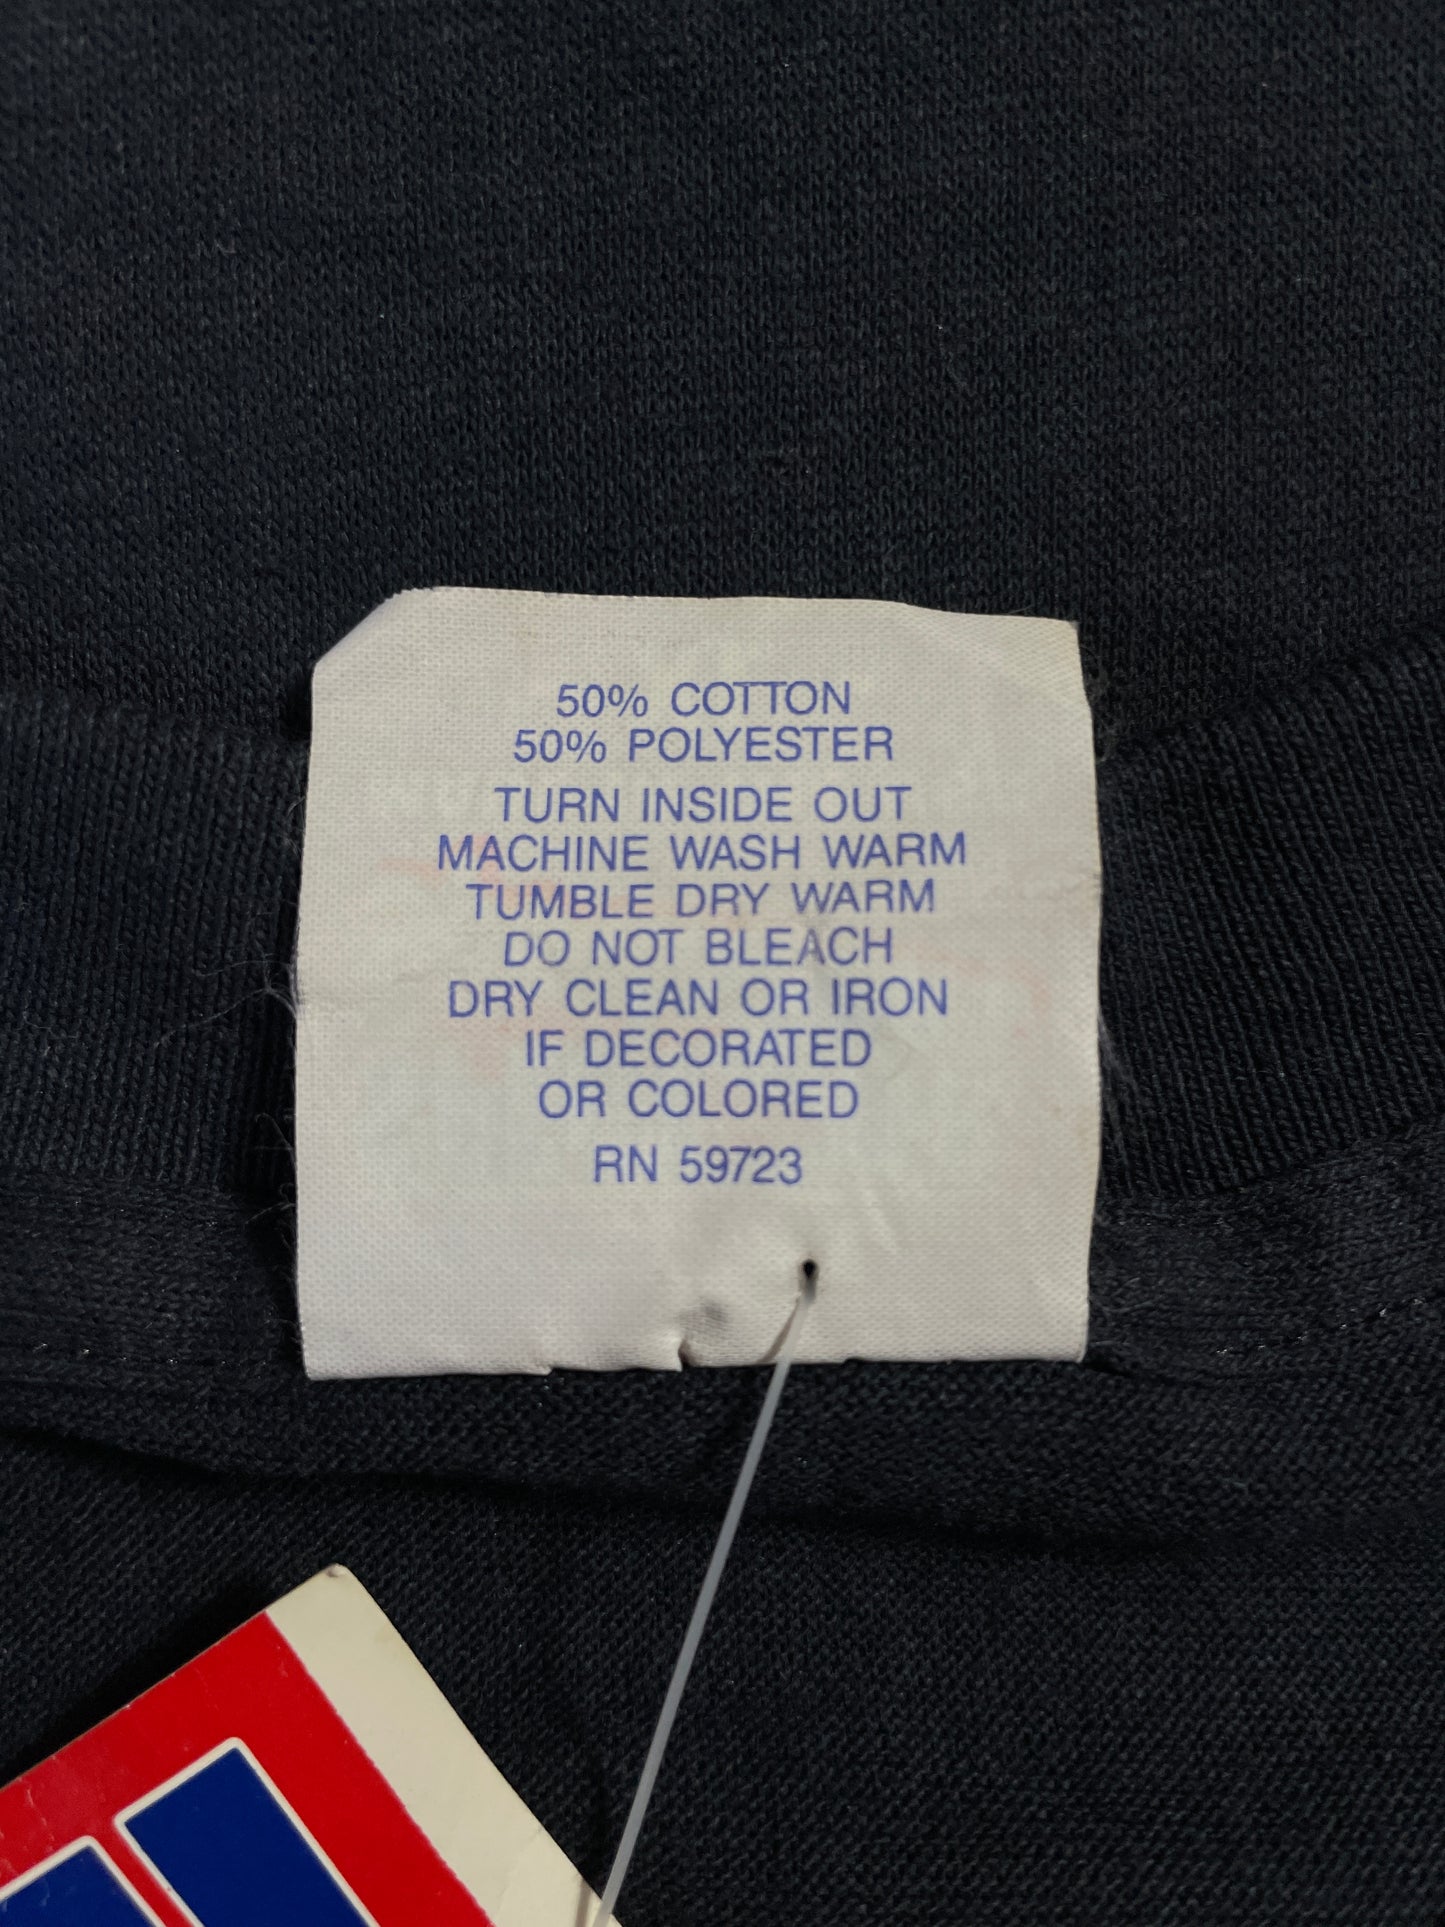 50% COTTON
50% POLYESTER
TURN INSIDE OUT
MACHINE WASH WARM
TUMBLE DRY WARM
DO NOT BLEACH
DRY CLEAN OR IRON
IF DECORATED
OR COLORED
RN 59723